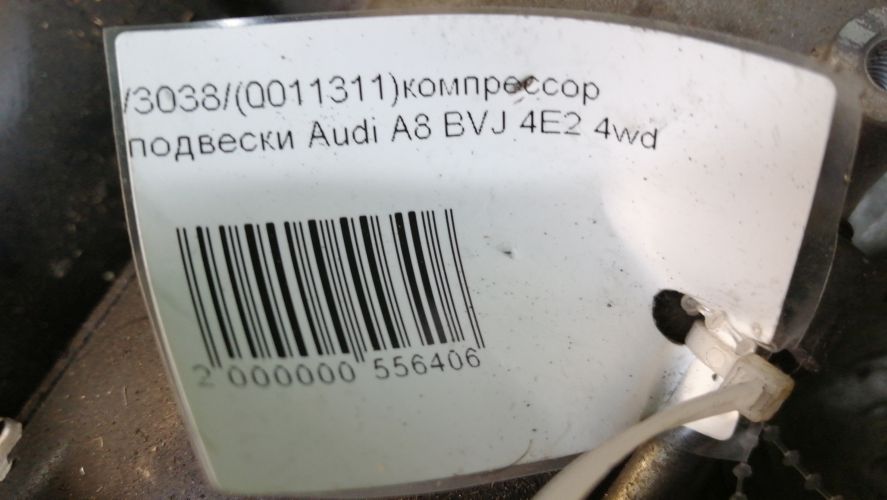 /3038/(0011311)компрессор
подвески Audi A8 BVJ 4E2 4wd
2 000000 556406